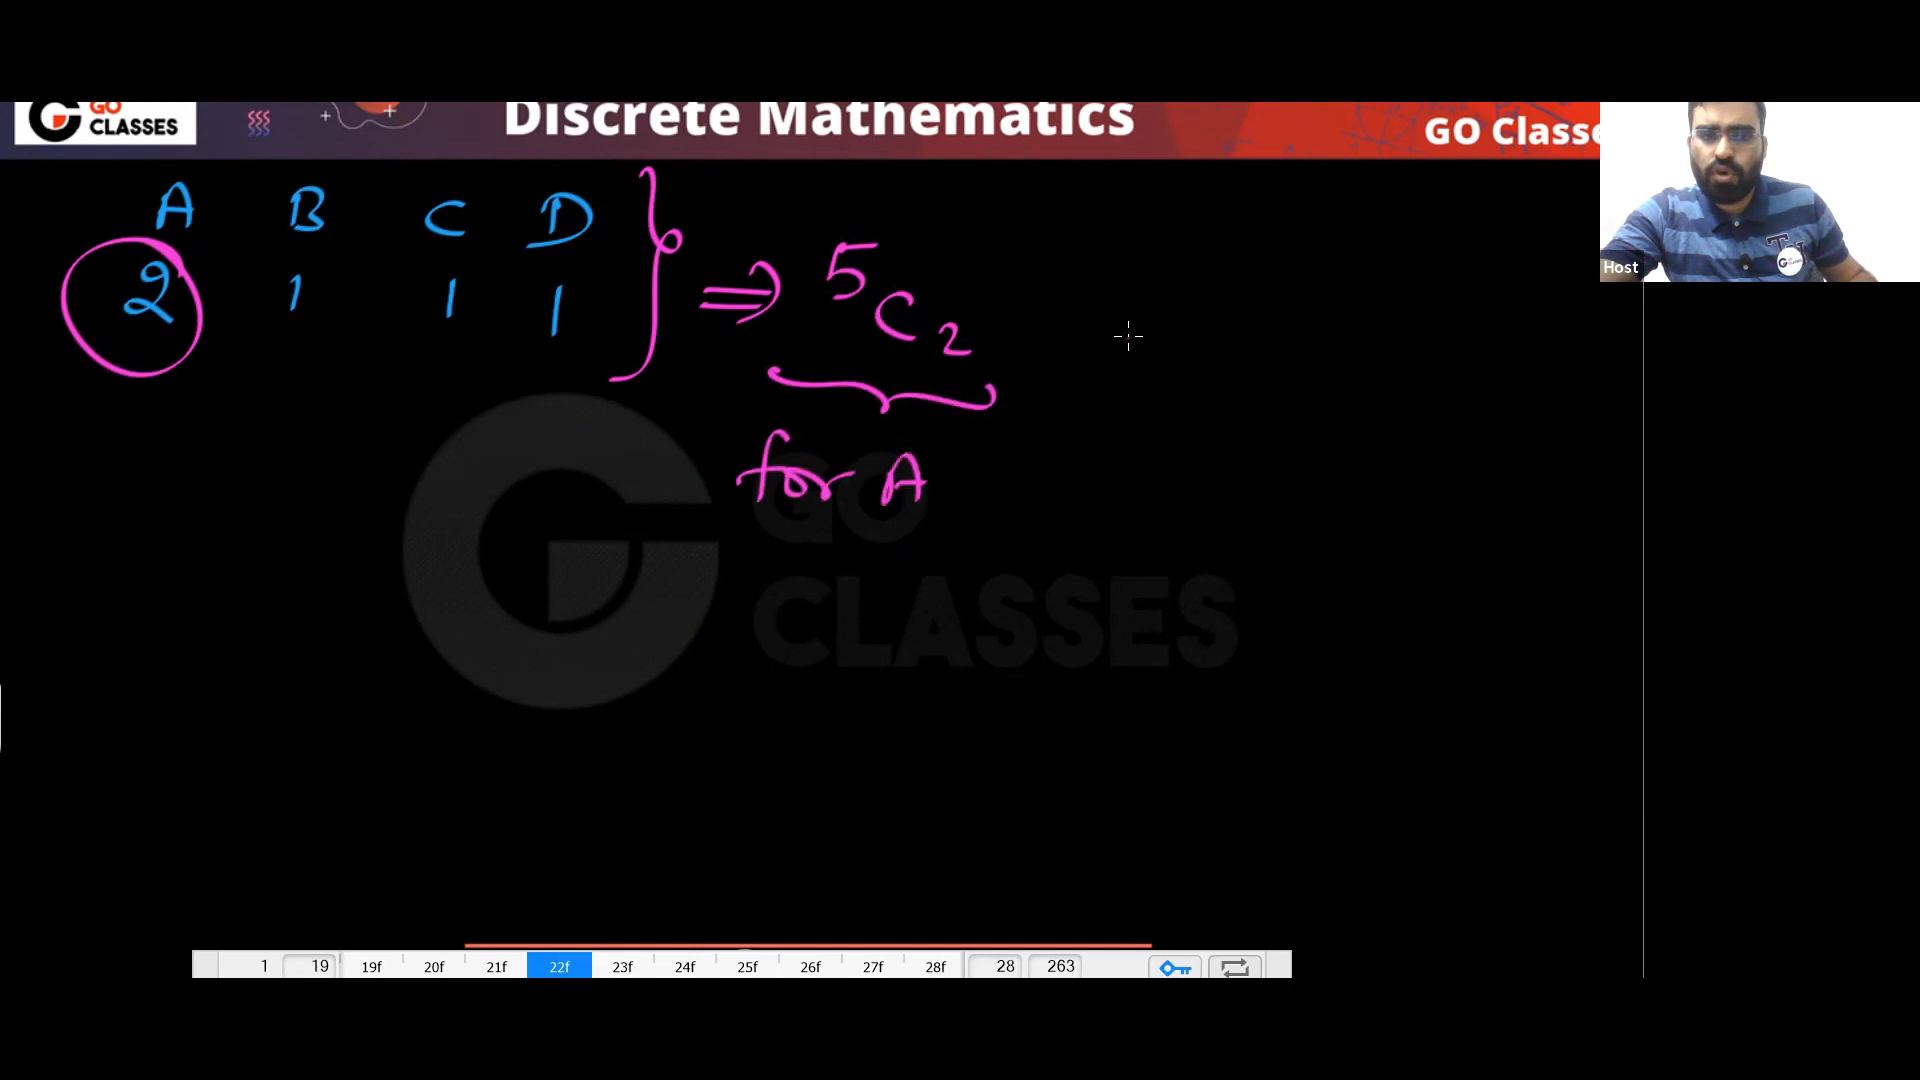 GO
CLASSES
Discrete Mathematics
GO Classe
Host
A B C D
2 1 1 1 ⇒ ⁵C₂
for A
GO
CLASSES
1 19 19f 20f 21f 22f 23f 24f 25f 26f 27f 28f 28 263